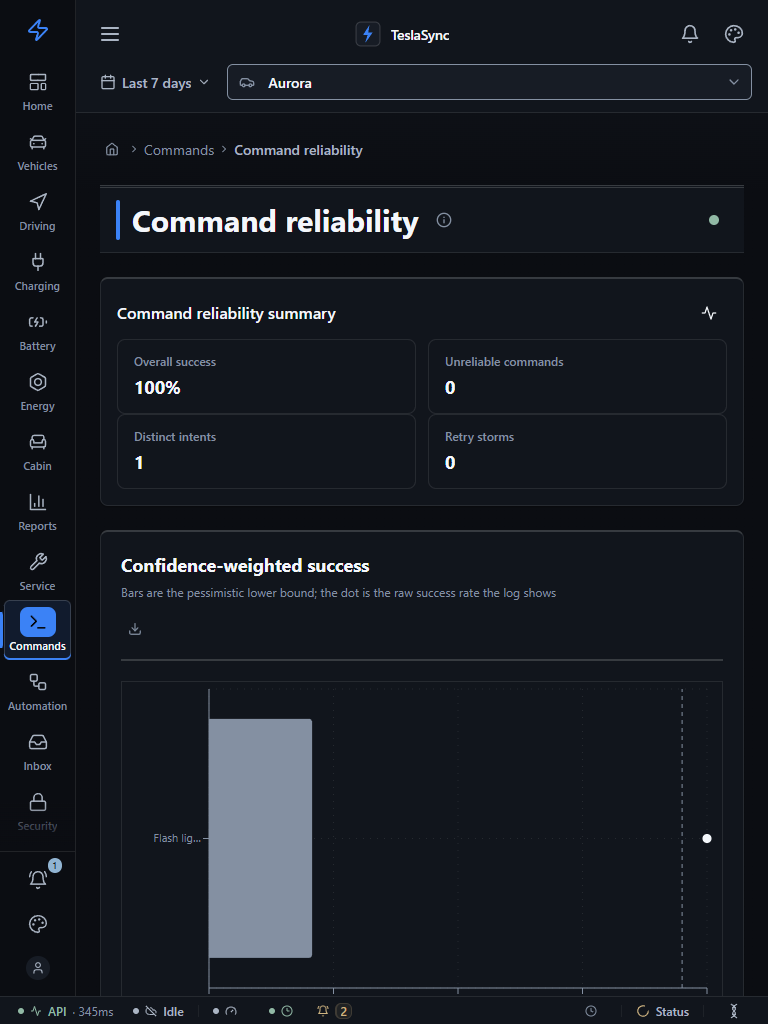 TeslaSync
Last 7 days
Aurora
Home
Vehicles
Driving
Charging
Battery
Energy
Cabin
Reports
Service
Commands
Automation
Inbox
Security
1
Commands
Command reliability
Command reliability
Command reliability summary
Overall success
100%
Unreliable commands
0
Distinct intents
1
Retry storms
0
Confidence-weighted success
Bars are the pessimistic lower bound; the dot is the raw success rate the log shows
Flash lig...
API · 345ms
Idle
2
Status